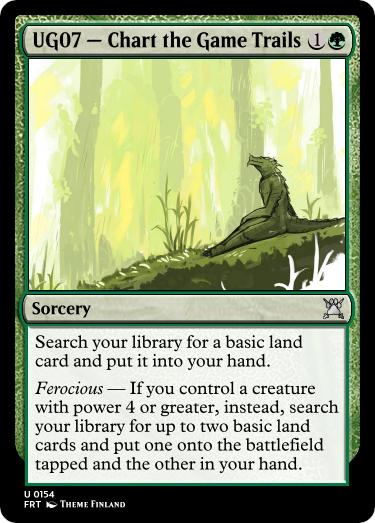 UG07 — Chart the Game Trails 1
Sorcery
Search your library for a basic land
card and put it into your hand.
Ferocious — If you control a creature
with power 4 or greater, instead, search
your library for up to two basic land
cards and put one onto the battlefield
tapped and the other in your hand.
U 0154
FRT Theme Finland